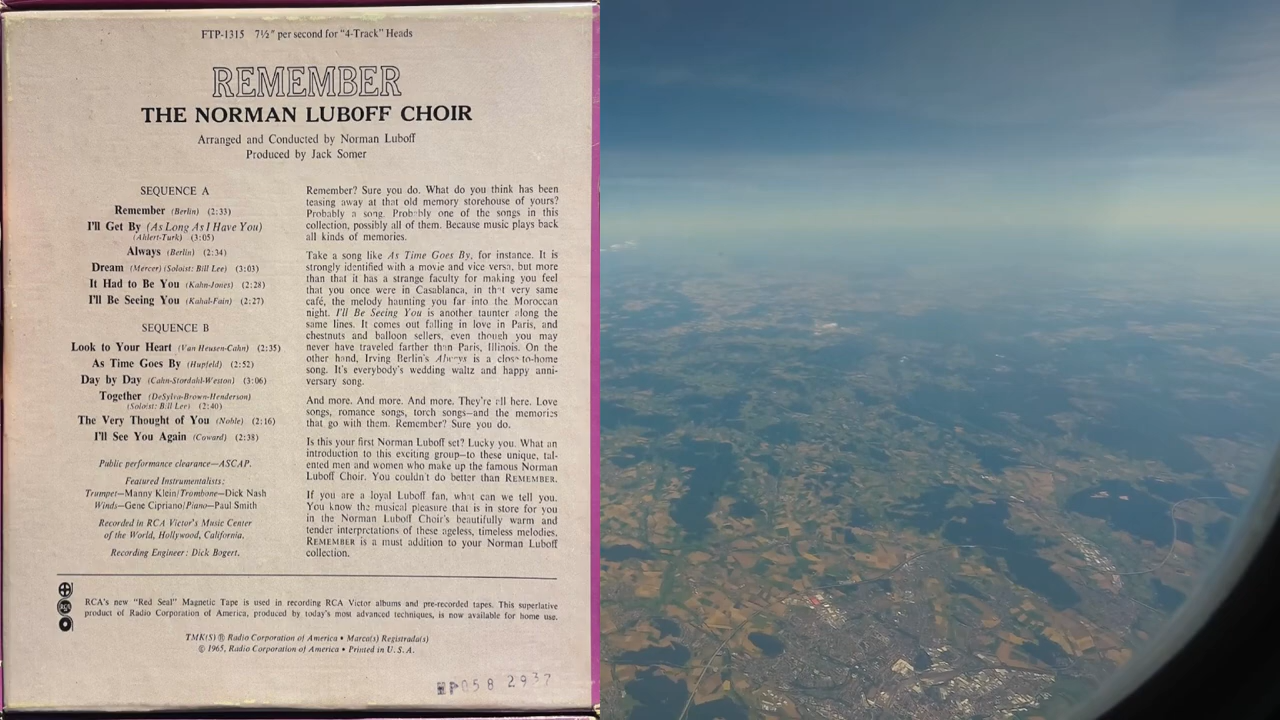 FTP-1315 7½" per second for "4-Track" Heads
REMEMBER
THE NORMAN LUBOFF CHOIR
Arranged and Conducted by Norman Luboff
Produced by Jack Somer
SEQUENCE A
Remember (Berlin) (2:33)
I'll Get By (As Long As I Have You)
(Ahlert-Turk) (3:05)
Always (Berlin) (2:34)
Dream (Mercer) (Soloist: Bill Lee) (3:03)
It Had to Be You (Kahn-Jones) (2:28)
I'll Be Seeing You (Kahal-Fain) (2:27)
SEQUENCE B
Look to Your Heart (Van Heusen-Cahn) (2:35)
As Time Goes By (Hupfeld) (2:52)
Day by Day (Cahn-Stordahl-Weston) (3:06)
Together (DeSylva-Brown-Henderson)
(Soloist: Bill Lee) (2:40)
The Very Thought of You (Noble) (2:16)
I'll See You Again (Coward) (2:38)
Public performance clearance—ASCAP.
Featured Instrumentalists:
Trumpet—Manny Klein/Trombone—Dick Nash
Winds—Gene Cipriano/Piano—Paul Smith
Recorded in RCA Victor's Music Center
of the World, Hollywood, California.
Recording Engineer: Dick Bogert.
Remember? Sure you do. What do you think has been
teasing away at that old memory storehouse of yours?
Probably a song. Probably one of the songs in this
collection, possibly all of them. Because music plays back
all kinds of memories.
Take a song like As Time Goes By, for instance. It is
strongly identified with a movie and vice versa, but more
than that it has a strange faculty for making you feel
that you once were in Casablanca, in that very same
café, the melody haunting you far into the Moroccan
night. I'll Be Seeing You is another taunter along the
same lines. It comes out falling in love in Paris, and
chestnuts and balloon sellers, even though you may
never have traveled farther than Paris, Illinois. On the
other hand, Irving Berlin's Always is a close-to-home
song. It's everybody's wedding waltz and happy anni-
versary song.
And more. And more. And more. They're all here. Love
songs, romance songs, torch songs—and the memories
that go with them. Remember? Sure you do.
Is this your first Norman Luboff set? Lucky you. What an
introduction to this exciting group—to these unique, tal-
ented men and women who make up the famous Norman
Luboff Choir. You couldn't do better than REMEMBER.
If you are a loyal Luboff fan, what can we tell you.
You know the musical pleasure that is in store for you
in the Norman Luboff Choir's beautifully warm and
tender interpretations of these ageless, timeless melodies.
REMEMBER is a must addition to your Norman Luboff
collection.
RCA
RCA's new "Red Seal" Magnetic Tape is used in recording RCA Victor albums and pre-recorded tapes. This superlative
product of Radio Corporation of America, produced by today's most advanced techniques, is now available for home use.
TMK(S) ® Radio Corporation of America • Marca(s) Registrada(s)
© 1965, Radio Corporation of America • Printed in U. S. A.
P058 2937